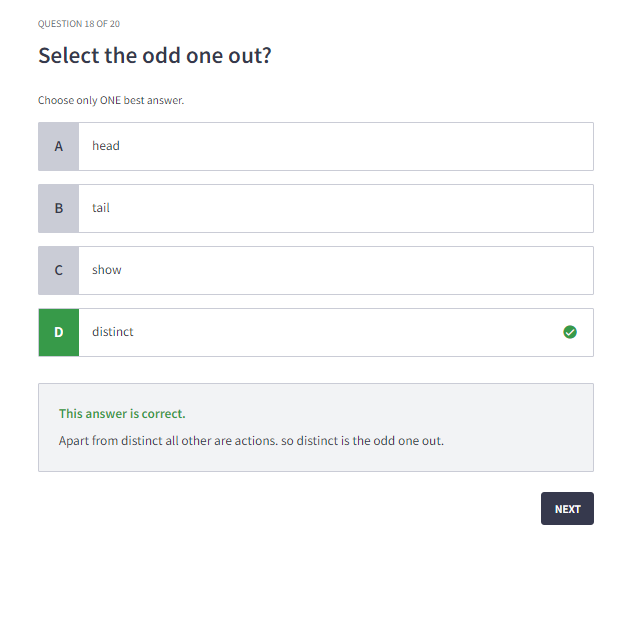 QUESTION 18 OF 20
Select the odd one out?
Choose only ONE best answer.
A head
B tail
C show
D distinct
This answer is correct.
Apart from distinct all other are actions. so distinct is the odd one out.
NEXT